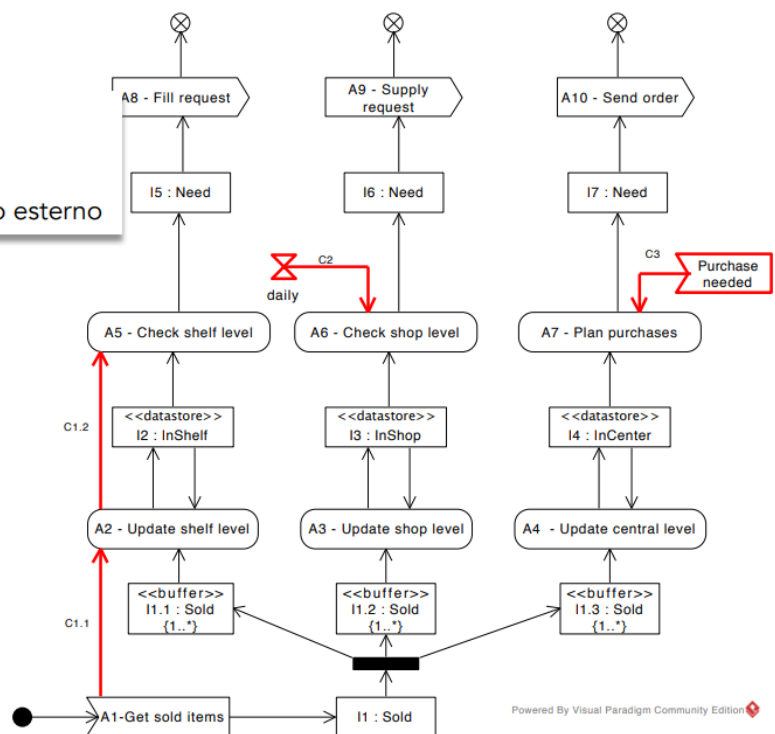 A8 - Fill request
A9 - Supply
request
A10 - Send order
I5 : Need
I6 : Need
I7 : Need
esterno
C2
daily
C3
Purchase
needed
A5 - Check shelf level
A6 - Check shop level
A7 - Plan purchases
C1.2
<<datastore>>
I2 : InShelf
<<datastore>>
I3 : InShop
<<datastore>>
I4 : InCenter
A2 - Update shelf level
A3 - Update shop level
A4 - Update central level
C1.1
<<buffer>>
I1.1 : Sold
{1..*}
<<buffer>>
I1.2 : Sold
{1..*}
<<buffer>>
I1.3 : Sold
{1..*}
A1-Get sold items
I1 : Sold
Powered By Visual Paradigm Community Edition